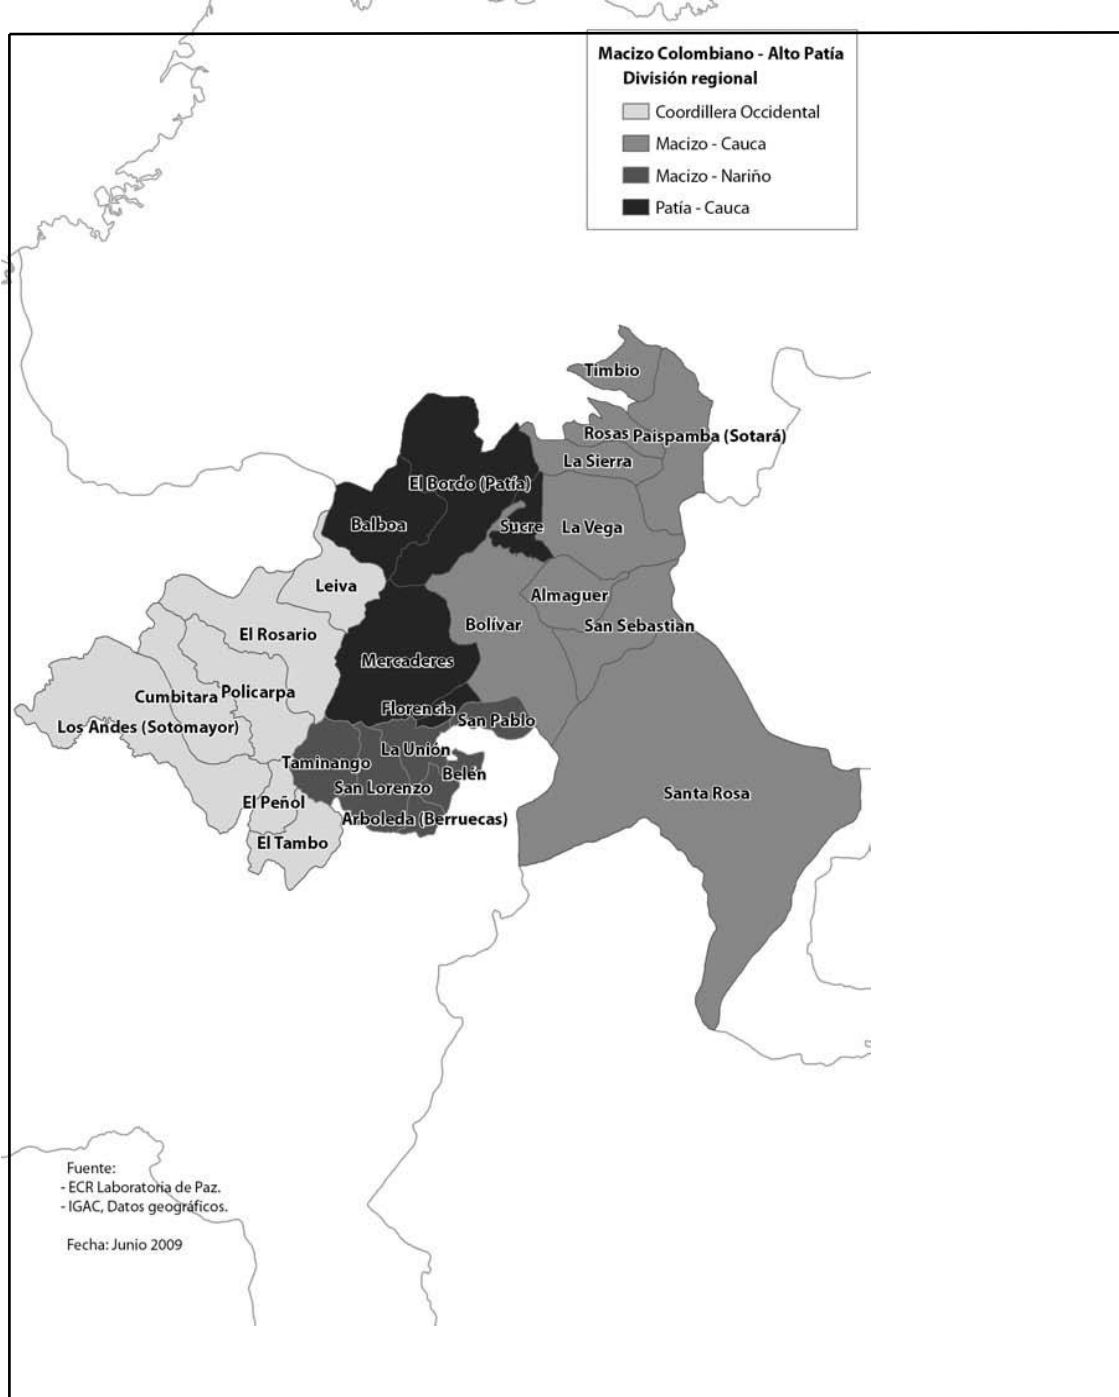 Macizo Colombiano - Alto Patía
División regional
Coordillera Occidental
Macizo - Cauca
Macizo - Nariño
Patía - Cauca
Timbio
Rosas
Paispamba (Sotará)
La Sierra
El Bordo (Patía)
Balboa
Sucre
La Vega
Leiva
Almaguer
Bolívar
San Sebastian
El Rosario
Mercaderes
Cumbitara
Policarpa
Florencia
San Pablo
Los Andes (Sotomayor)
La Unión
Taminango
Belén
San Lorenzo
Santa Rosa
El Peñol
Arboleda (Berruecas)
El Tambo
Fuente:
- ECR Laboratoria de Paz.
- IGAC, Datos geográficos.
Fecha: Junio 2009